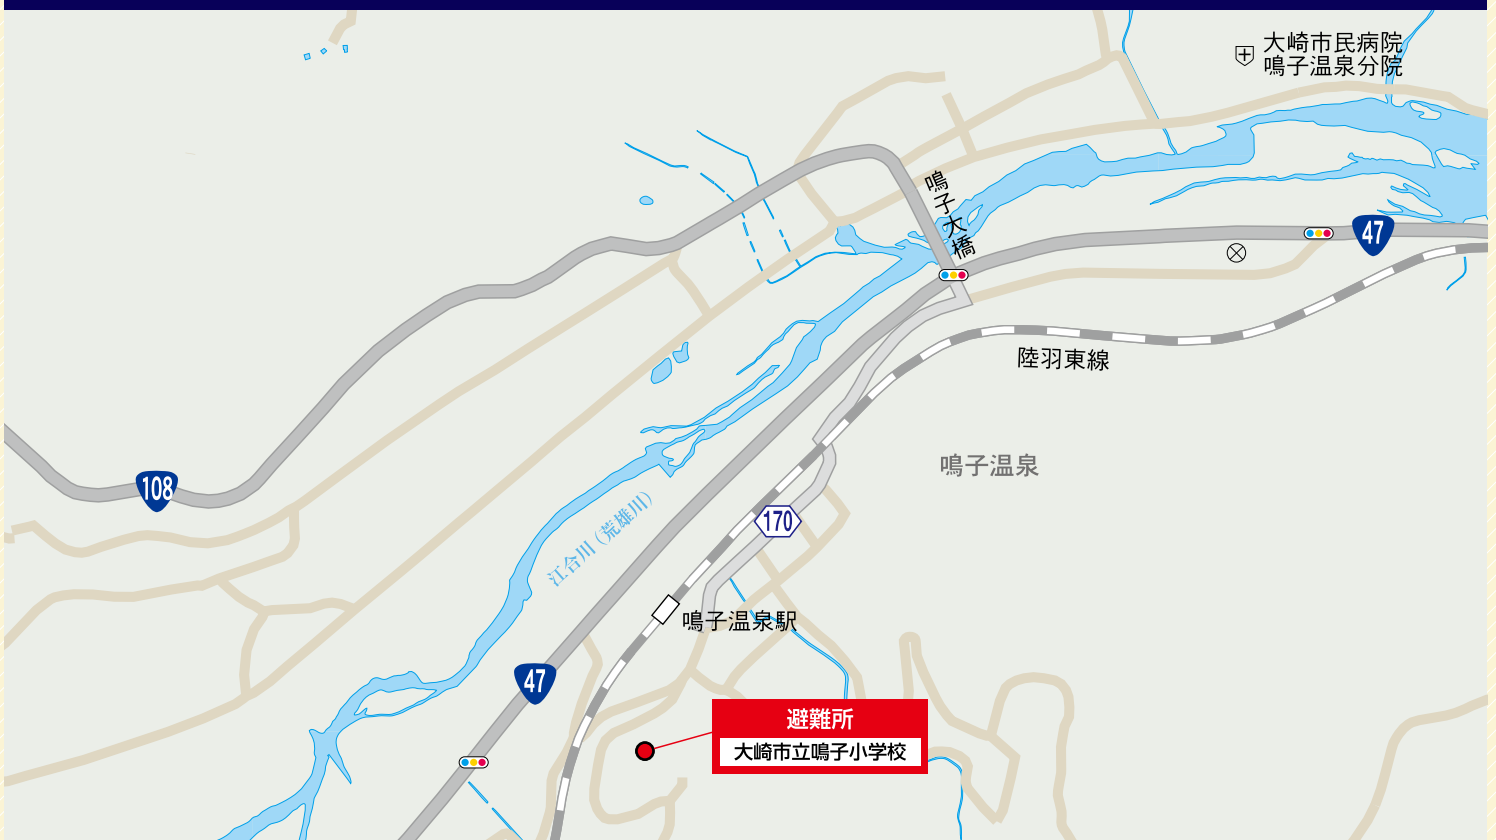 大崎市民病院
鳴子温泉分院
鳴子大橋
47
陸羽東線
鳴子温泉
108
170
江合川（荒雄川）
鳴子温泉駅
47
避難所
大崎市立鳴子小学校